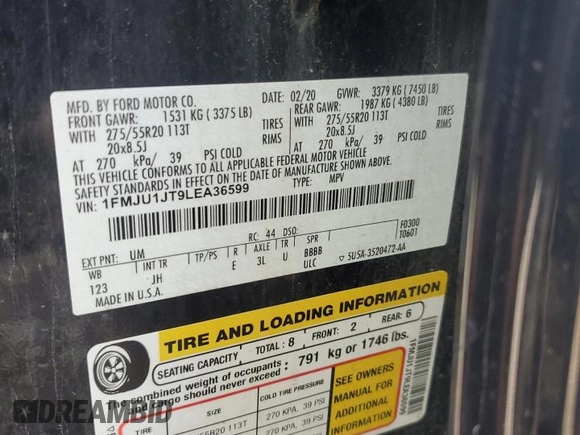 MFD. BY FORD MOTOR CO.
DATE: 02/20 GVWR: 3379 KG ( 7450 LB)
FRONT GAWR: 1531 KG ( 3375 LB)
REAR GAWR: 1987 KG ( 4380 LB)
WITH 275/55R20 113T TIRES
275/55R20 113T TIRES
20x8.5J RIMS
WITH 20x8.5J RIMS
AT 270 kPa/ 39 PSI COLD
AT 270 kPa/ 39 PSI COLD
THIS VEHICLE CONFORMS TO ALL APPLICABLE FEDERAL MOTOR VEHICLE
SAFETY STANDARDS IN EFFECT ON THE DATE OF MANUFACTURE SHOWN ABOVE.
VIN: 1FMJU1JT9LEA36599 TYPE: MPV
F0300
T0601
EXT PNT: UM RC: 44 DSO:
WB INT TR TP/PS R AXLE TR SPR
123 JH E 3L U BBBB
ULC
MADE IN U.S.A.
5U5A-3520472-AA
TIRE AND LOADING INFORMATION
SEATING CAPACITY TOTAL: 8 FRONT: 2 REAR: 6
The combined weight of occupants
and cargo should never exceed: 791 kg or 1746 lbs.
TIRE SIZE COLD TIRE PRESSURE
55R20 113T 270 KPA, 39 PSI
270 KPA, 39 PSI
SEE OWNERS
MANUAL FOR
ADDITIONAL
INFORMATION
1FMJU1JT9LEA36599
DREAMBID